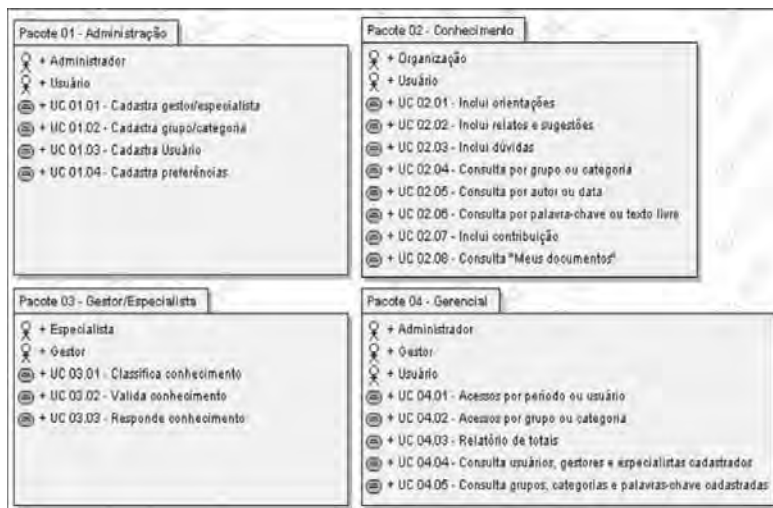 Pacote 01 - Administração
+ Administrador
+ Usuário
+ UC 01.01 - Cadastra gestor/especialista
+ UC 01.02 - Cadastra grupo/categoria
+ UC 01.03 - Cadastra Usuário
+ UC 01.04 - Cadastra preferências
Pacote 02 - Conhecimento
+ Organização
+ Usuário
+ UC 02.01 - Inclui orientações
+ UC 02.02 - Inclui relatos e sugestões
+ UC 02.03 - Inclui dúvidas
+ UC 02.04 - Consulta por grupo ou categoria
+ UC 02.05 - Consulta por autor ou data
+ UC 02.06 - Consulta por palavra-chave ou texto livre
+ UC 02.07 - Inclui contribuição
+ UC 02.08 - Consulta "Meus documentos"
Pacote 03 - Gestor/Especialista
+ Especialista
+ Gestor
+ UC 03.01 - Classifica conhecimento
+ UC 03.02 - Valida conhecimento
+ UC 03.03 - Responde conhecimento
Pacote 04 - Gerencial
+ Administrador
+ Gestor
+ Usuário
+ UC 04.01 - Acessos por período ou usuário
+ UC 04.02 - Acessos por grupo ou categoria
+ UC 04.03 - Relatório de totais
+ UC 04.04 - Consulta usuários, gestores e especialistas cadastrador
+ UC 04.05 - Consulta grupos, categorias e palavras-chave cadastradas